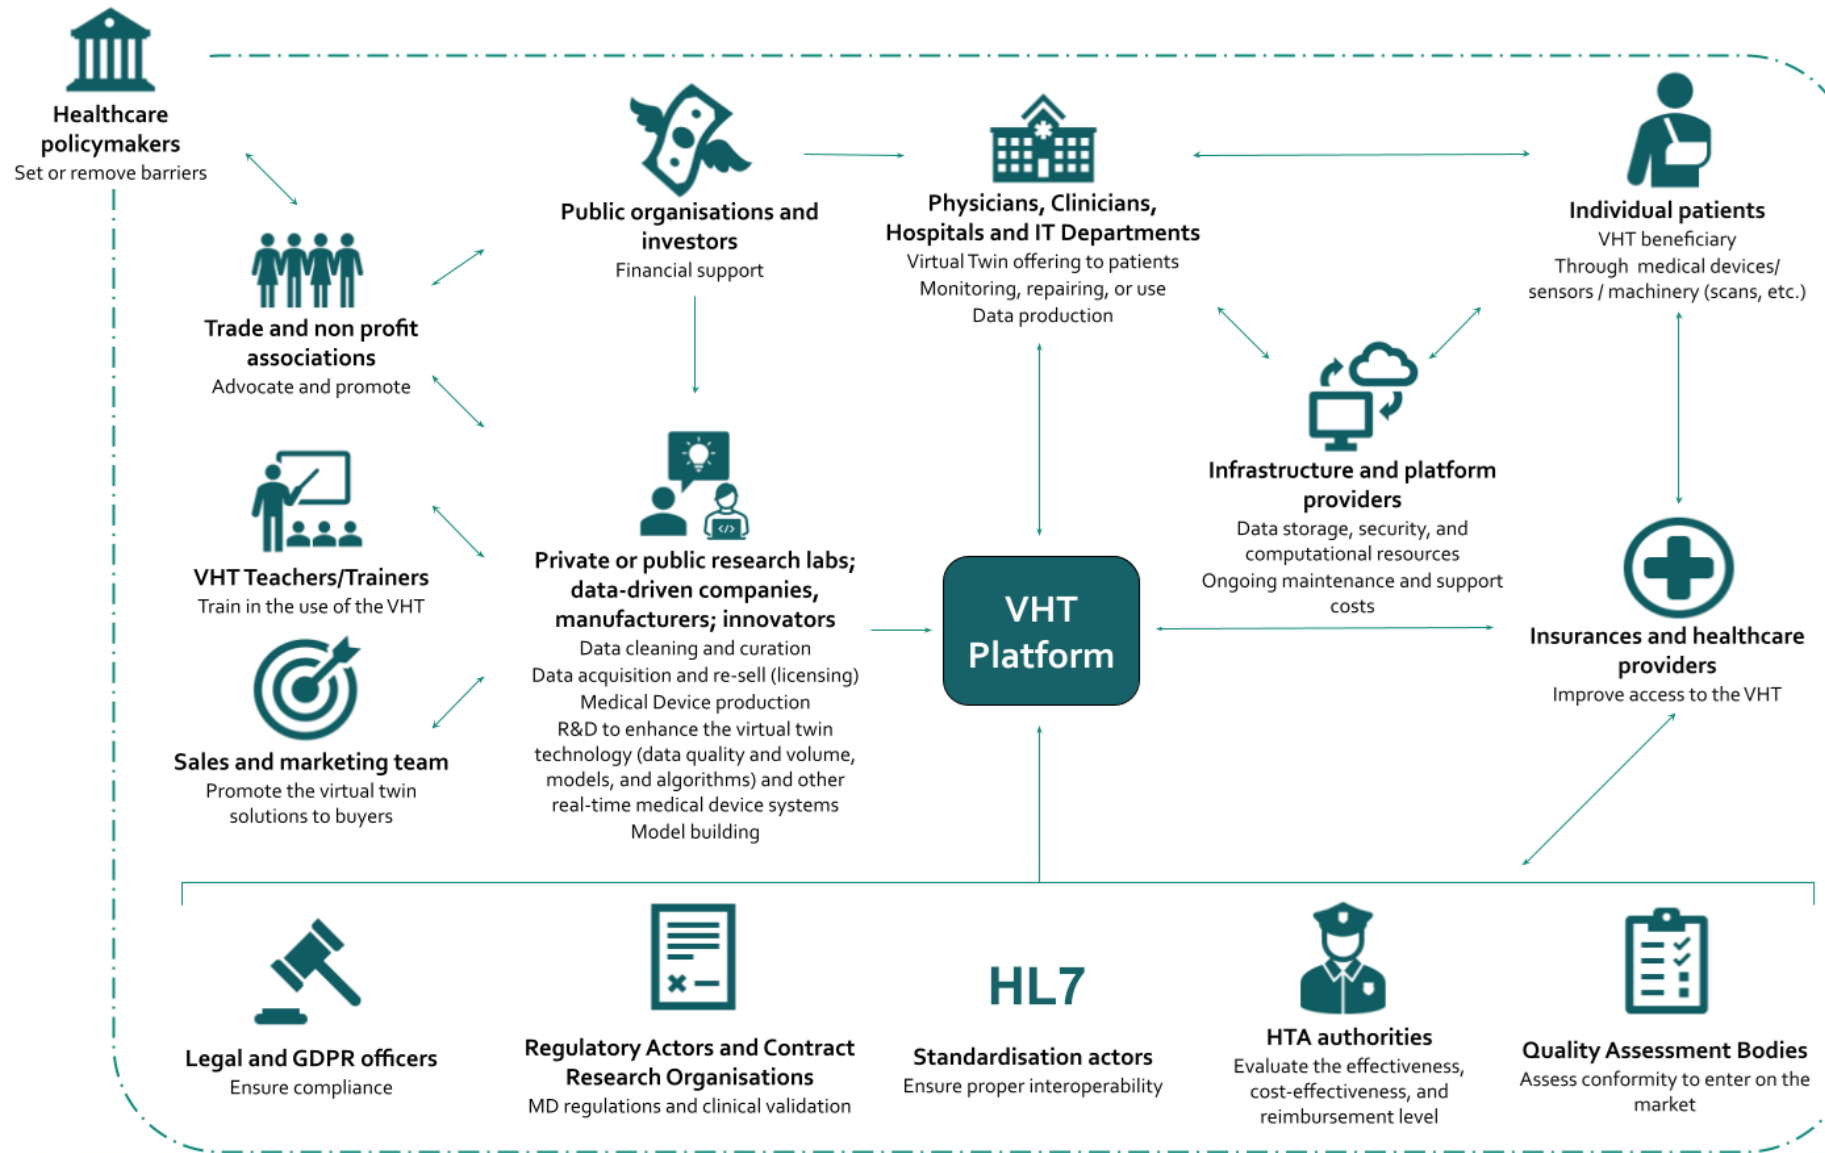 Healthcare
policymakers
Set or remove barriers
Trade and non profit
associations
Advocate and promote
VHT Teachers/Trainers
Train in the use of the VHT
Sales and marketing team
Promote the virtual twin
solutions to buyers
Public organisations and
investors
Financial support
</>
Private or public research labs;
data-driven companies,
manufacturers; innovators
Data cleaning and curation
Data acquisition and re-sell (licensing)
Medical Device production
R&D to enhance the virtual twin
technology (data quality and volume,
models, and algorithms) and other
real-time medical device systems
Model building
Physicians, Clinicians,
Hospitals and IT Departments
Virtual Twin offering to patients
Monitoring, repairing, or use
Data production
VHT
Platform
Individual patients
VHT beneficiary
Through medical devices/
sensors / machinery (scans, etc.)
Infrastructure and platform
providers
Data storage, security, and
computational resources
Ongoing maintenance and support
costs
Insurances and healthcare
providers
Improve access to the VHT
Legal and GDPR officers
Ensure compliance
Regulatory Actors and Contract
Research Organisations
MD regulations and clinical validation
HL7
Standardisation actors
Ensure proper interoperability
HTA authorities
Evaluate the effectiveness,
cost-effectiveness, and
reimbursement level
Quality Assessment Bodies
Assess conformity to enter on the
market